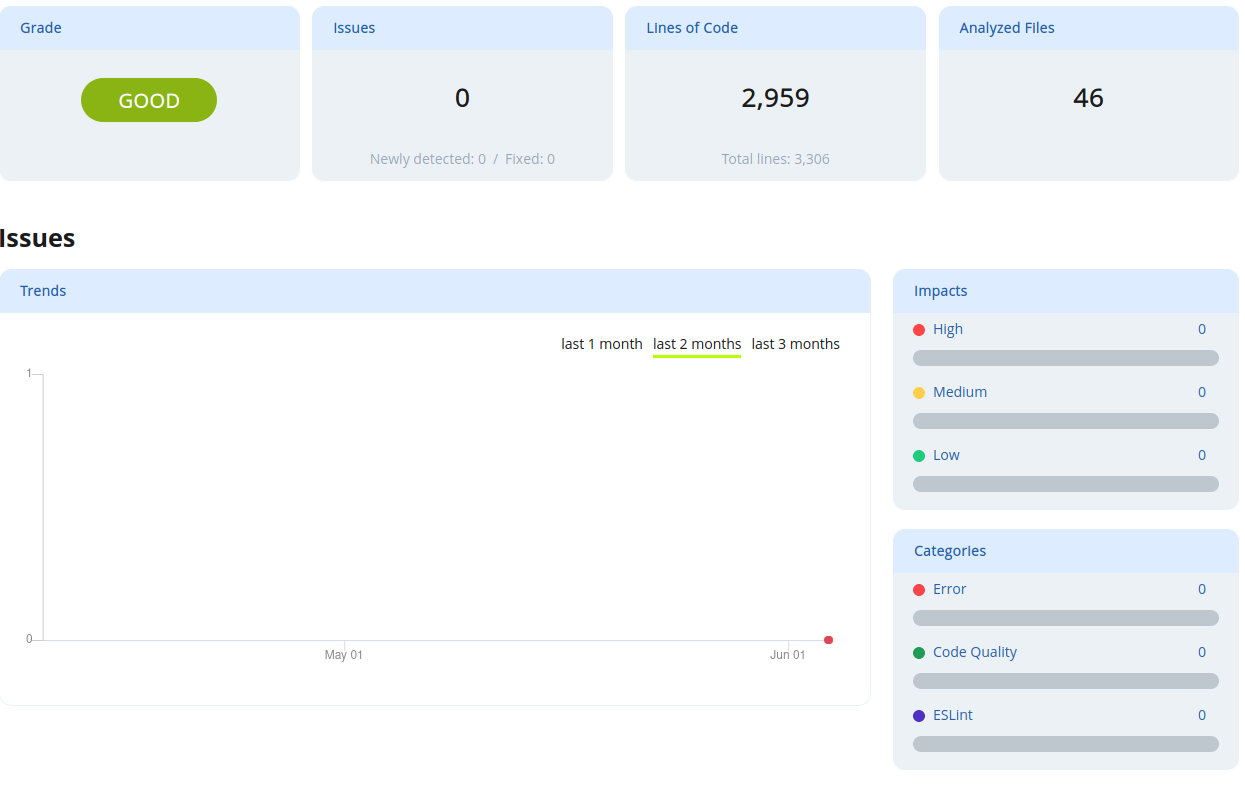 Grade
GOOD
Issues
0
Newly detected: 0 / Fixed: 0
Lines of Code
2,959
Total lines: 3,306
Analyzed Files
46
Issues
Trends
last 1 month last 2 months last 3 months
1
0
May 01
Jun 01
Impacts
High 0
Medium 0
Low 0
Categories
Error 0
Code Quality 0
ESLint 0